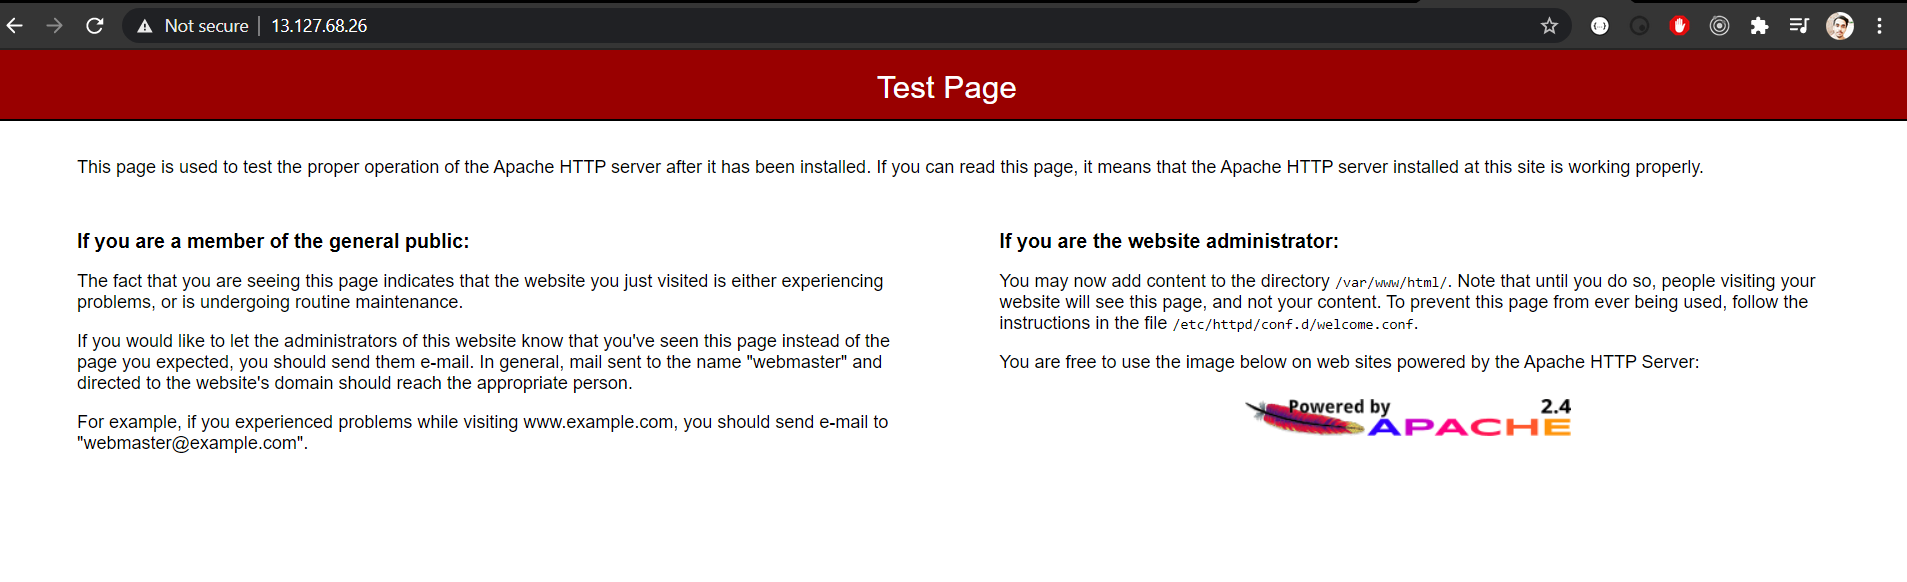 Not secure | 13.127.68.26
Test Page
This page is used to test the proper operation of the Apache HTTP server after it has been installed. If you can read this page, it means that the Apache HTTP server installed at this site is working properly.
If you are a member of the general public:
The fact that you are seeing this page indicates that the website you just visited is either experiencing
problems, or is undergoing routine maintenance.
If you would like to let the administrators of this website know that you've seen this page instead of the
page you expected, you should send them e-mail. In general, mail sent to the name "webmaster" and
directed to the website's domain should reach the appropriate person.
For example, if you experienced problems while visiting www.example.com, you should send e-mail to
"webmaster@example.com".
If you are the website administrator:
You may now add content to the directory /var/www/html/. Note that until you do so, people visiting your
website will see this page, and not your content. To prevent this page from ever being used, follow the
instructions in the file /etc/httpd/conf.d/welcome.conf.
You are free to use the image below on web sites powered by the Apache HTTP Server:
Powered by 2.4
APACHE